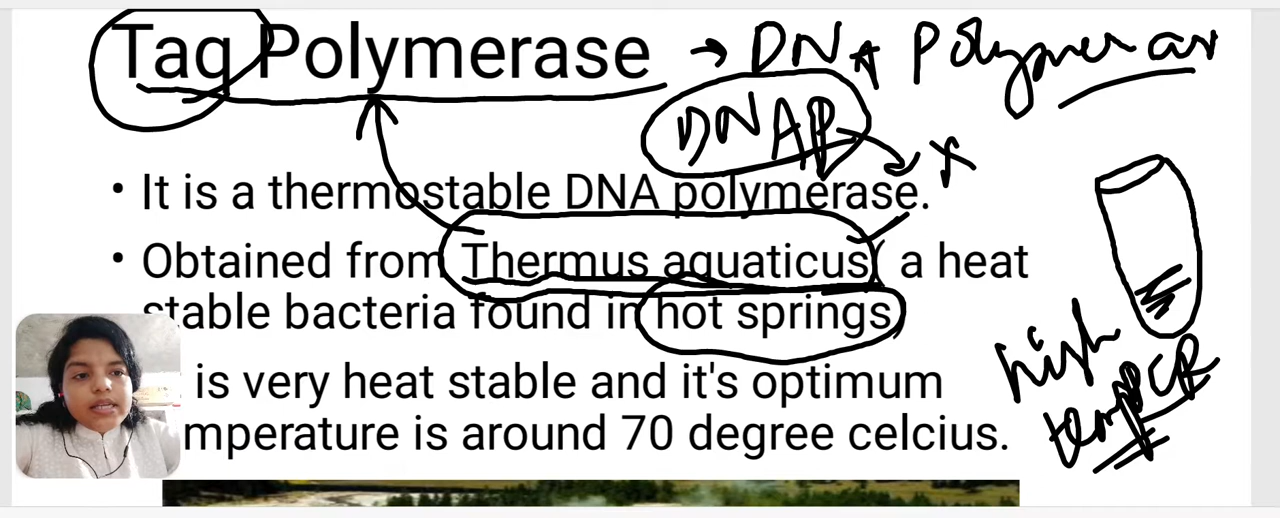 Taq Polymerase → DNA Polymerase
DNAP x
• It is a thermostable DNA polymerase.
• Obtained from Thermus aquaticus( a heat
stable bacteria found in hot springs)
is very heat stable and it's optimum
mperature is around 70 degree celcius.
high
temp
PCR